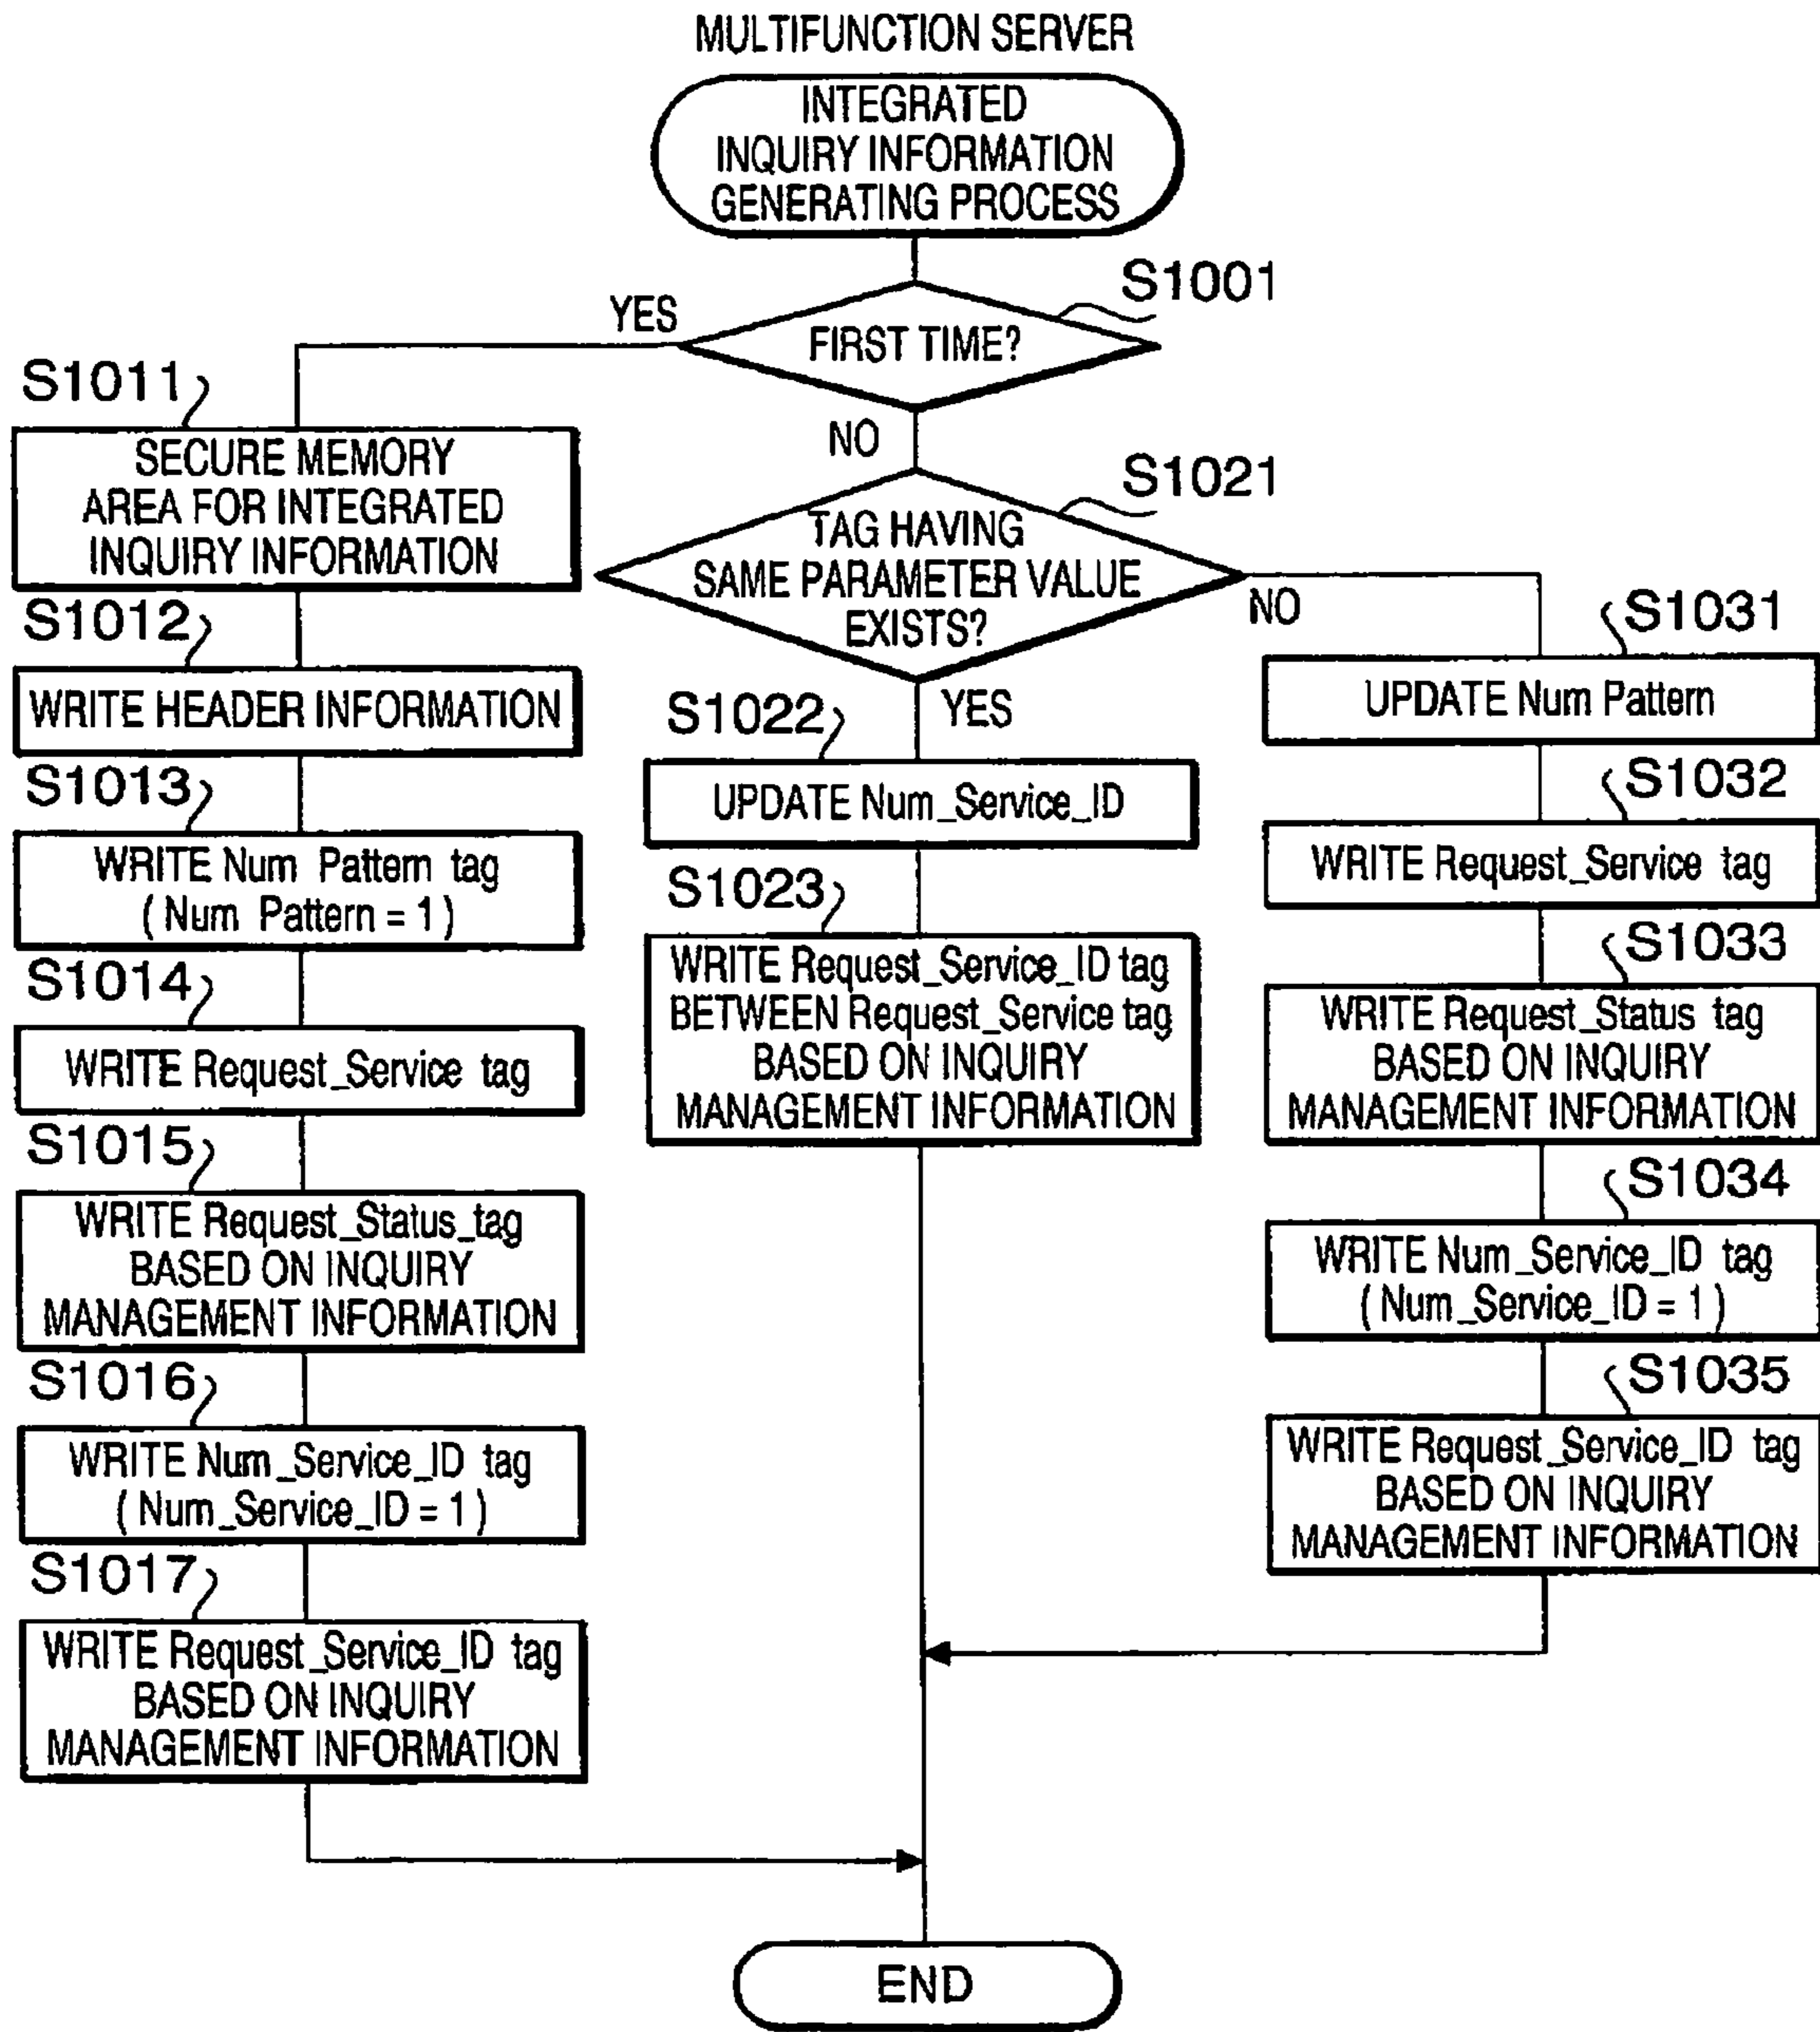 MULTIFUNCTION SERVER
INTEGRATED
INQUIRY INFORMATION
GENERATING PROCESS
S1001
FIRST TIME?
YES
NO
S1011
SECURE MEMORY
AREA FOR INTEGRATED
INQUIRY INFORMATION
S1012
WRITE HEADER INFORMATION
S1013
WRITE Num Pattern tag
( Num Pattern = 1 )
S1014
WRITE Request_Service tag
S1015
WRITE Request_Status_tag
BASED ON INQUIRY
MANAGEMENT INFORMATION
S1016
WRITE Num_Service_ID tag
( Num_Service_ID = 1 )
S1017
WRITE Request_Service_ID tag
BASED ON INQUIRY
MANAGEMENT INFORMATION
S1021
TAG HAVING
SAME PARAMETER VALUE
EXISTS?
YES
NO
S1022
UPDATE Num_Service_ID
S1023
WRITE Request_Service_ID tag
BETWEEN Request_Service tag
BASED ON INQUIRY
MANAGEMENT INFORMATION
S1031
UPDATE Num Pattern
S1032
WRITE Request_Service tag
S1033
WRITE Request_Status tag
BASED ON INQUIRY
MANAGEMENT INFORMATION
S1034
WRITE Num_Service_ID tag
( Num_Service_ID = 1 )
S1035
WRITE Request_Service_ID tag
BASED ON INQUIRY
MANAGEMENT INFORMATION
END